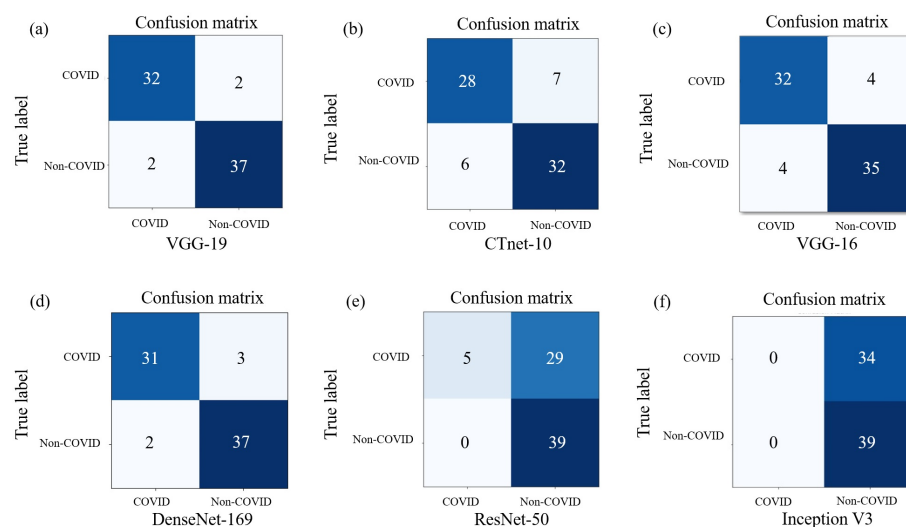 (a)
Confusion matrix
COVID
32
2
True label
Non-COVID
2
37
COVID
Non-COVID
VGG-19
(b)
Confusion matrix
COVID
28
7
True label
Non-COVID
6
32
COVID
Non-COVID
CTnet-10
(c)
Confusion matrix
COVID
32
4
True label
Non-COVID
4
35
COVID
Non-COVID
VGG-16
(d)
Confusion matrix
COVID
31
3
True label
Non-COVID
2
37
COVID
Non-COVID
DenseNet-169
(e)
Confusion matrix
COVID
5
29
True label
Non-COVID
0
39
COVID
Non-COVID
ResNet-50
(f)
Confusion matrix
COVID
0
34
True label
Non-COVID
0
39
COVID
Non-COVID
Inception V3